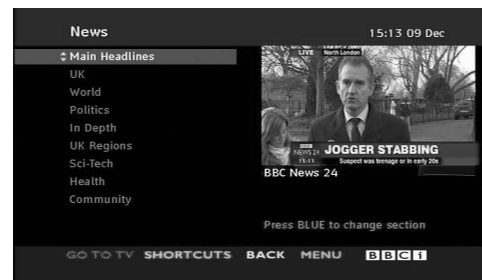 News
15:13 09 Dec
Main Headlines
UK
World
Politics
In Depth
UK Regions
Sci-Tech
Health
Community
LIVE North London
BBC NEWS 24 JOGGER STABBING
15:13 Suspect was teenage or in early 20s
BBC News 24
Press BLUE to change section
GO TO TV SHORTCUTS BACK MENU BBCi